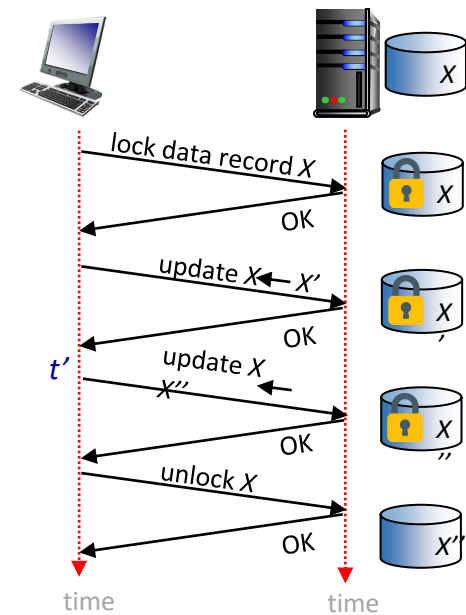 X
lock data record X
X
OK
update X ← X'
X
'
OK
t'
update X ←
X''
X
''
OK
unlock X
X''
OK
time
time